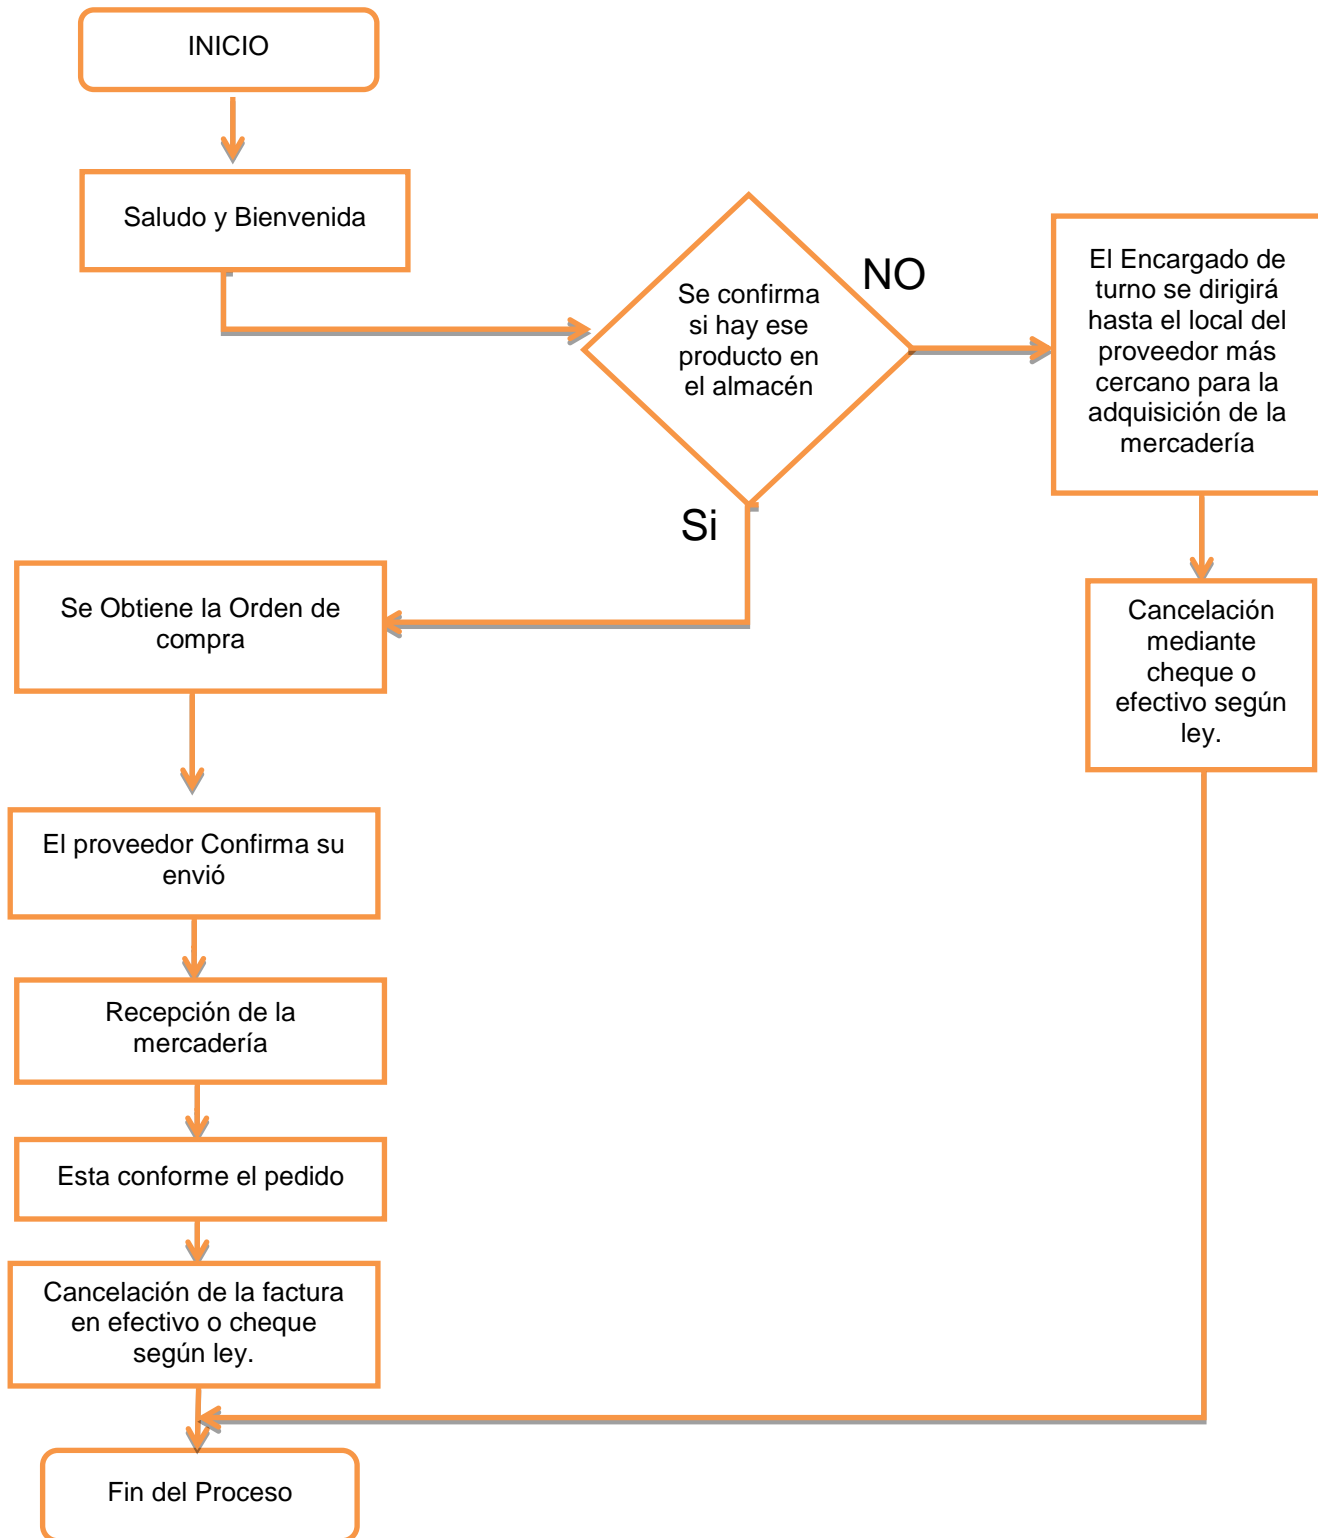 INICIO
Saludo y Bienvenida
Se confirma
si hay ese
producto en
el almacén
NO
El Encargado de
turno se dirigirá
hasta el local del
proveedor más
cercano para la
adquisición de la
mercadería
Si
Cancelación
mediante
cheque o
efectivo según
ley.
Se Obtiene la Orden de
compra
El proveedor Confirma su
envió
Recepción de la
mercadería
Esta conforme el pedido
Cancelación de la factura
en efectivo o cheque
según ley.
Fin del Proceso